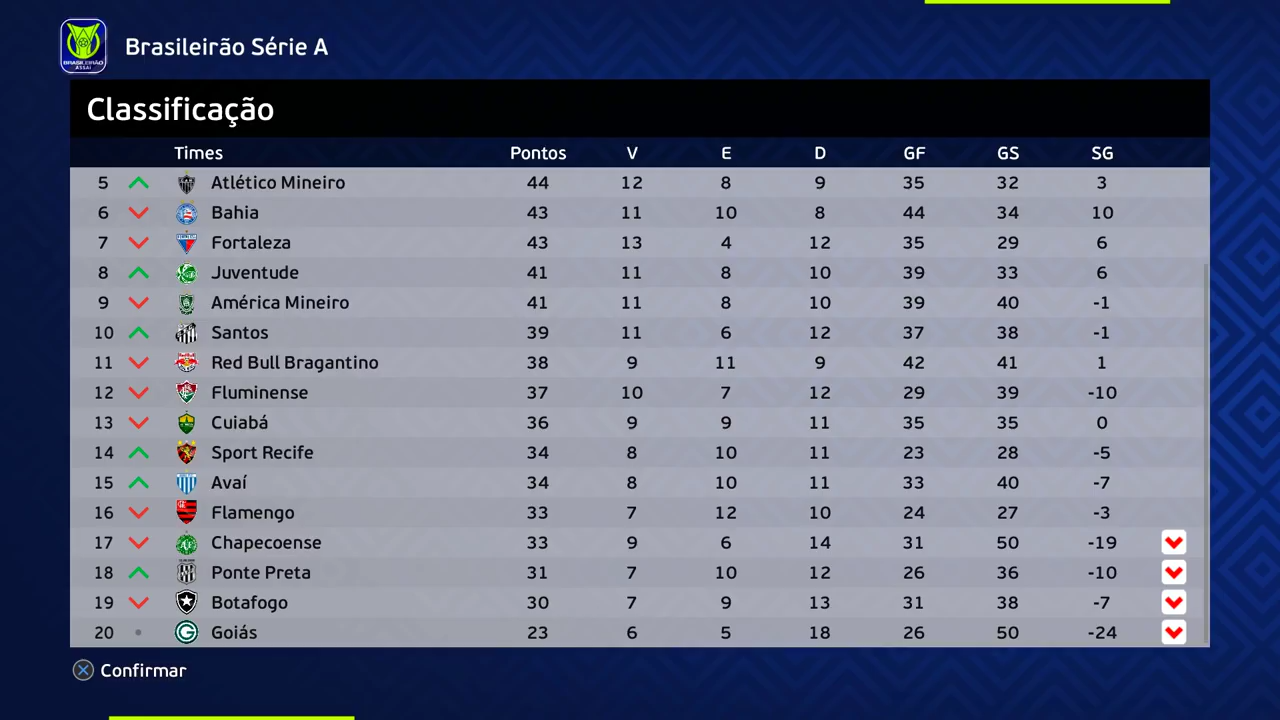 BRASILEIRÃO
ASSAÍ
Brasileirão Série A
Classificação
Times Pontos V E D GF GS SG
5 Atlético Mineiro 44 12 8 9 35 32 3
6 Bahia 43 11 10 8 44 34 10
7 Fortaleza 43 13 4 12 35 29 6
8 Juventude 41 11 8 10 39 33 6
9 América Mineiro 41 11 8 10 39 40 -1
10 Santos 39 11 6 12 37 38 -1
11 Red Bull Bragantino 38 9 11 9 42 41 1
12 Fluminense 37 10 7 12 29 39 -10
13 Cuiabá 36 9 9 11 35 35 0
14 Sport Recife 34 8 10 11 23 28 -5
15 Avaí 34 8 10 11 33 40 -7
16 Flamengo 33 7 12 10 24 27 -3
17 Chapecoense 33 9 6 14 31 50 -19
18 Ponte Preta 31 7 10 12 26 36 -10
19 Botafogo 30 7 9 13 31 38 -7
20 Goiás 23 6 5 18 26 50 -24
Confirmar